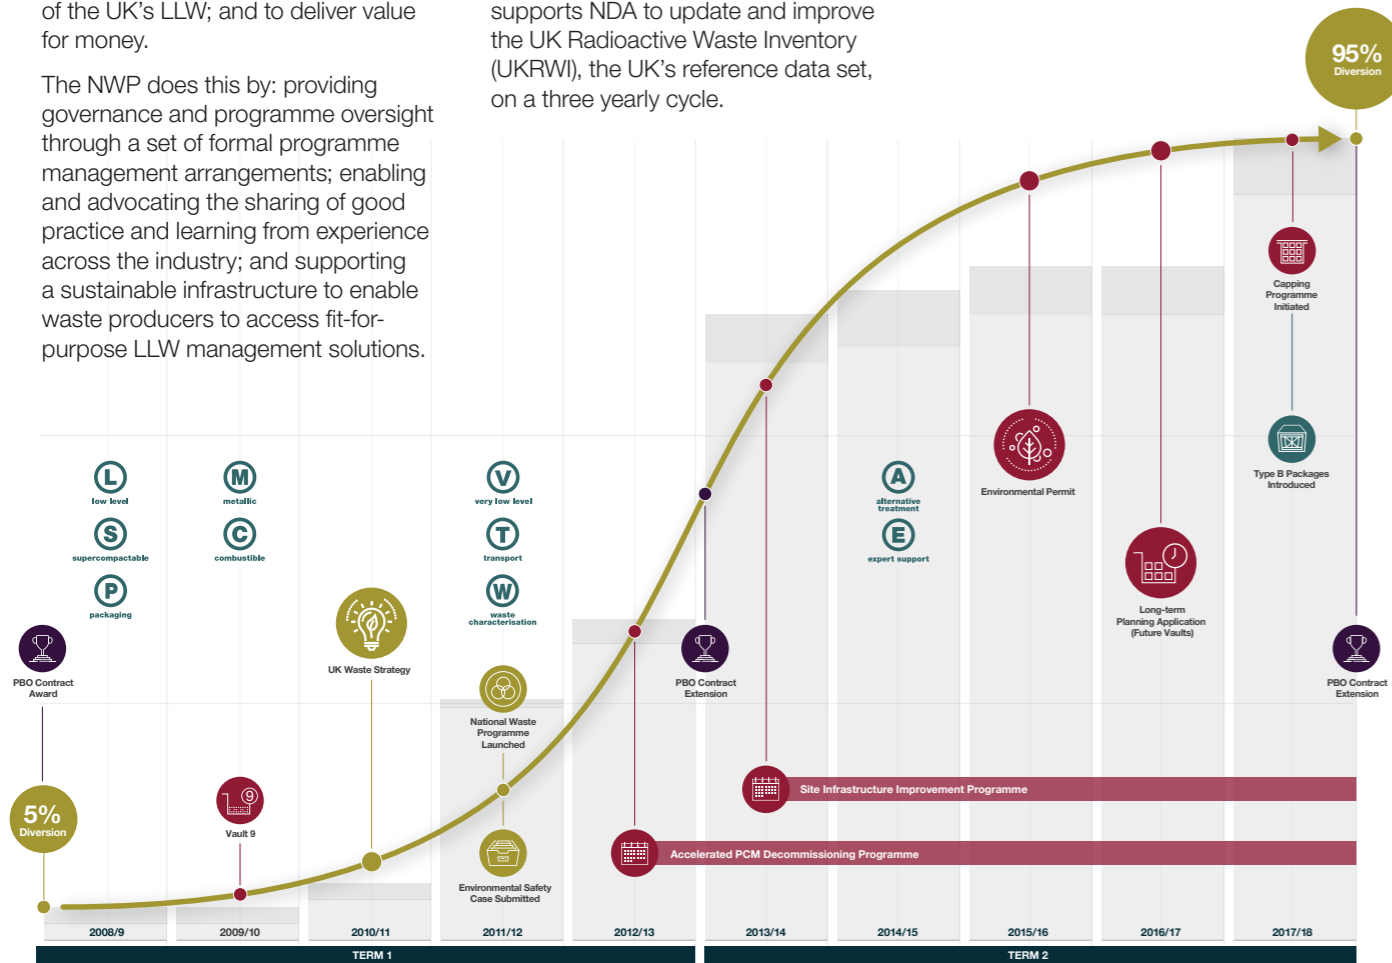 of the UK's LLW; and to deliver value
for money.
The NWP does this by: providing
governance and programme oversight
through a set of formal programme
management arrangements; enabling
and advocating the sharing of good
practice and learning from experience
across the industry; and supporting
a sustainable infrastructure to enable
waste producers to access fit-for-
purpose LLW management solutions.
supports NDA to update and improve
the UK Radioactive Waste Inventory
(UKRWI), the UK's reference data set,
on a three yearly cycle.
95%
Diversion
Capping
Programme
Initiated
Type B Packages
Introduced
L
low level
S
supercompactable
P
packaging
M
metallic
C
combustible
V
very low level
T
transport
W
waste
characterisation
A
alternative
treatment
E
expert support
Environmental Permit
Long-term
Planning Application
(Future Vaults)
PBO Contract
Award
UK Waste Strategy
National Waste
Programme
Launched
PBO Contract
Extension
PBO Contract
Extension
5%
Diversion
9
Vault 9
Environmental Safety
Case Submitted
Site Infrastructure Improvement Programme
Accelerated PCM Decommissioning Programme
2008/9
2009/10
2010/11
2011/12
2012/13
2013/14
2014/15
2015/16
2016/17
2017/18
TERM 1
TERM 2